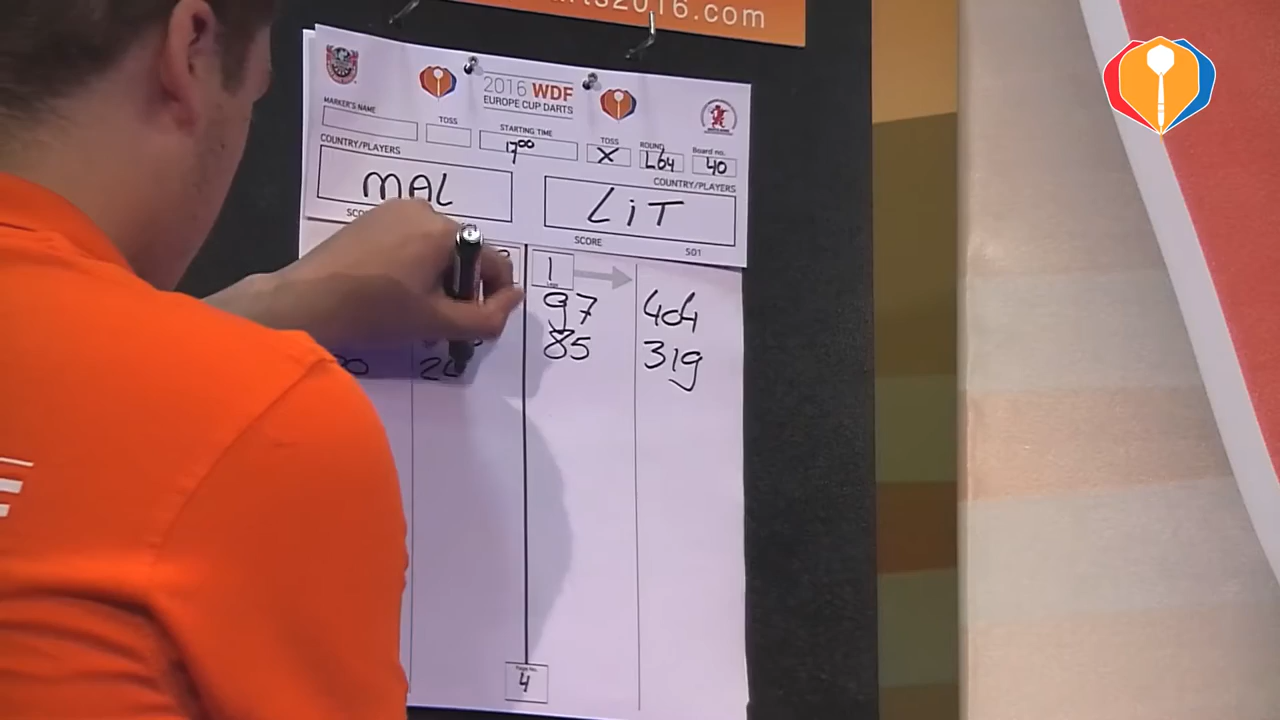 2016.com
2016 WDF
EUROPE CUP DARTS
MARKER'S NAME
TOSS
STARTING TIME
1700
TOSS
X
ROUND
L64
Board no.
40
COUNTRY/PLAYERS
MAL
COUNTRY/PLAYERS
LiT
SCORE
501
1
97 404
85 319
4